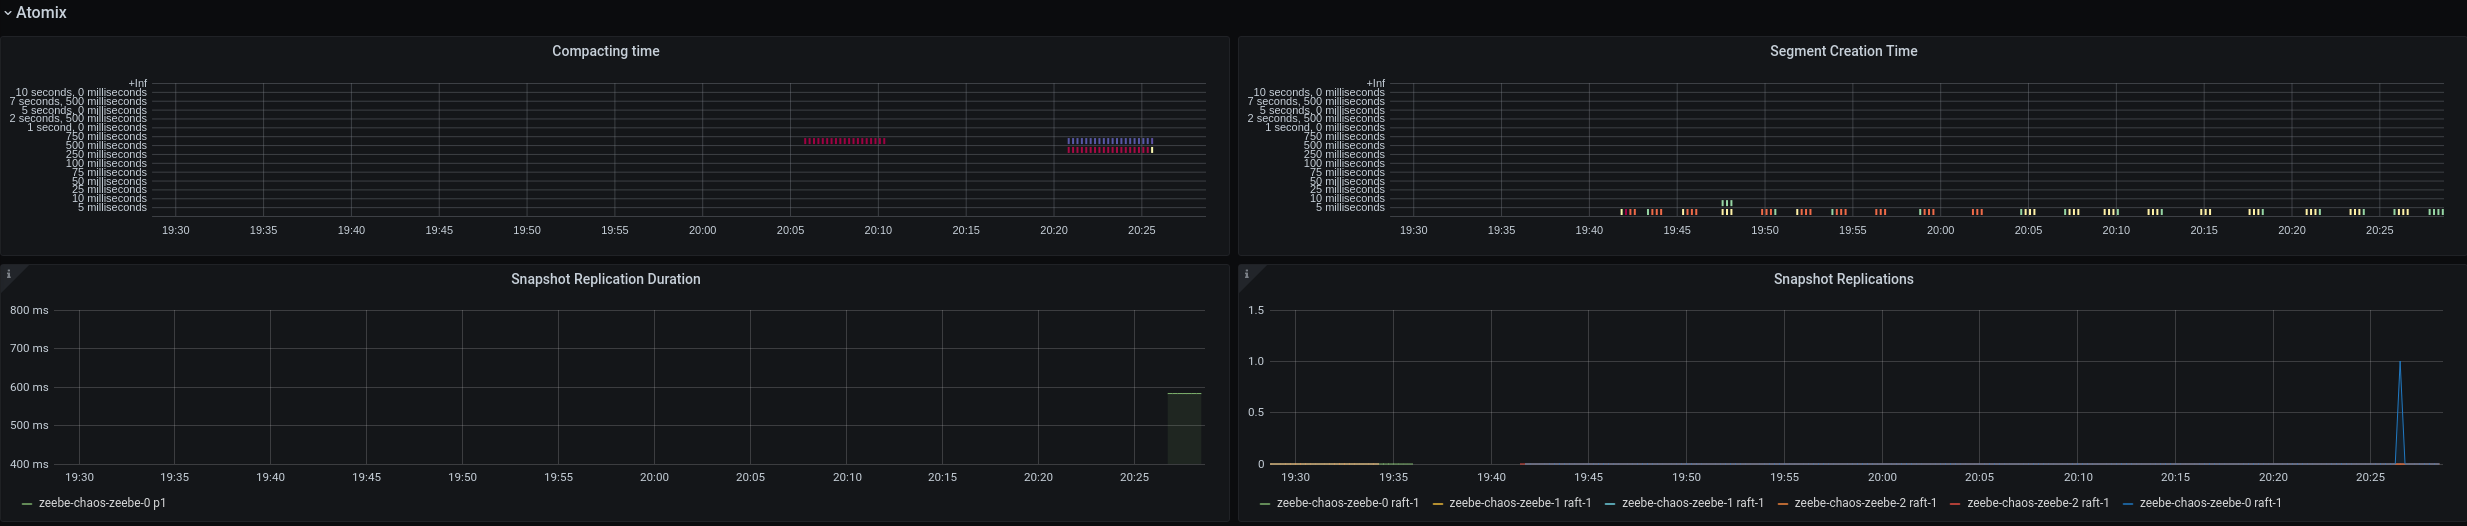 Atomix
Compacting time
+Inf
10 seconds, 0 milliseconds
7 seconds, 500 milliseconds
5 seconds, 0 milliseconds
2 seconds, 500 milliseconds
1 second, 0 milliseconds
750 milliseconds
500 milliseconds
250 milliseconds
100 milliseconds
75 milliseconds
50 milliseconds
25 milliseconds
10 milliseconds
5 milliseconds
19:30 19:35 19:40 19:45 19:50 19:55 20:00 20:05 20:10 20:15 20:20 20:25
Segment Creation Time
+Inf
10 seconds, 0 milliseconds
7 seconds, 500 milliseconds
5 seconds, 0 milliseconds
2 seconds, 500 milliseconds
1 second, 0 milliseconds
750 milliseconds
500 milliseconds
250 milliseconds
100 milliseconds
75 milliseconds
50 milliseconds
25 milliseconds
10 milliseconds
5 milliseconds
19:30 19:35 19:40 19:45 19:50 19:55 20:00 20:05 20:10 20:15 20:20 20:25
i
Snapshot Replication Duration
800 ms
700 ms
600 ms
500 ms
400 ms
19:30 19:35 19:40 19:45 19:50 19:55 20:00 20:05 20:10 20:15 20:20 20:25
zeebe-chaos-zeebe-0 p1
i
Snapshot Replications
1.5
1.0
0.5
0
19:30 19:35 19:40 19:45 19:50 19:55 20:00 20:05 20:10 20:15 20:20 20:25
zeebe-chaos-zeebe-0 raft-1 zeebe-chaos-zeebe-1 raft-1 zeebe-chaos-zeebe-1 raft-1 zeebe-chaos-zeebe-2 raft-1 zeebe-chaos-zeebe-2 raft-1 zeebe-chaos-zeebe-0 raft-1